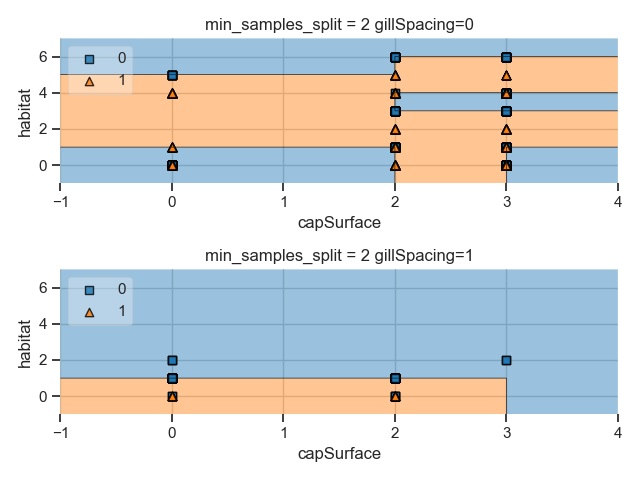 min_samples_split = 2 gillSpacing=0
0
1
6
4
2
0
habitat
−1 0 1 2 3 4
capSurface
min_samples_split = 2 gillSpacing=1
0
1
6
4
2
0
habitat
−1 0 1 2 3 4
capSurface